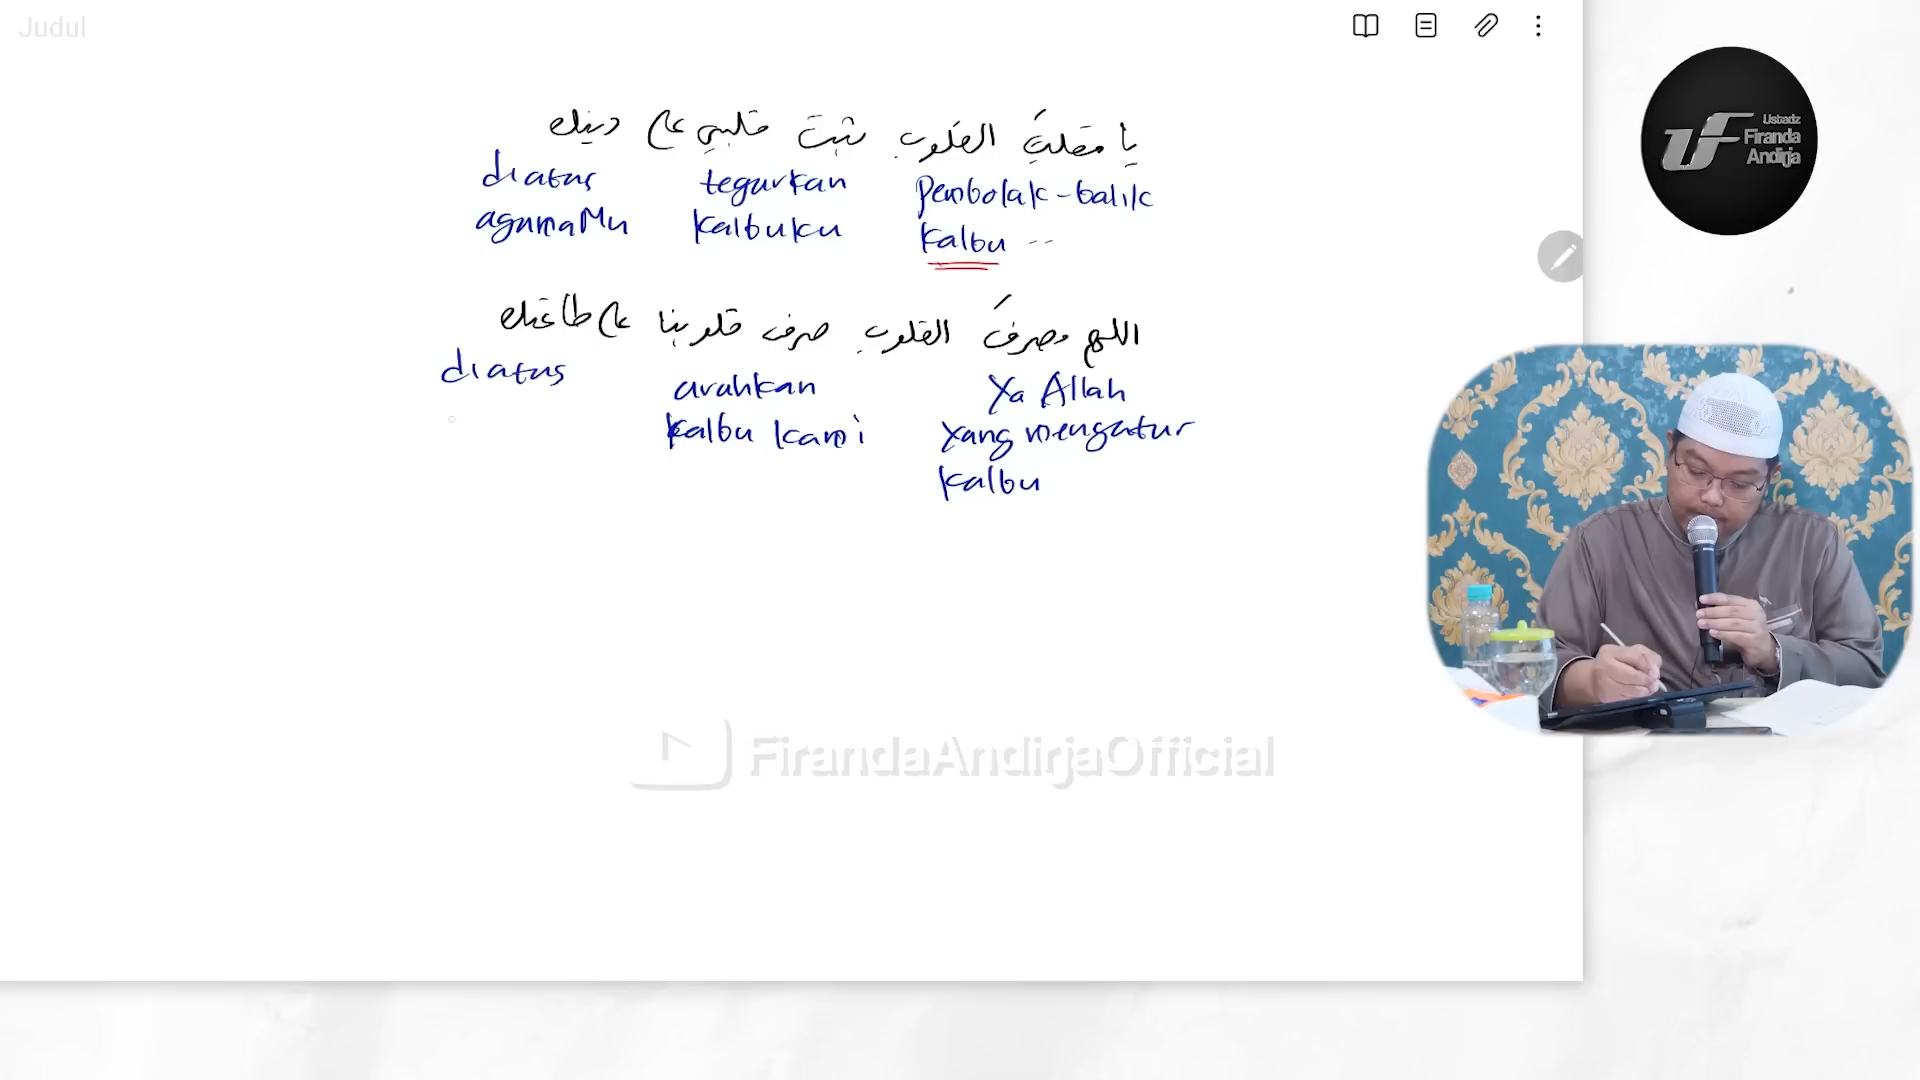 Judul
Ustadz
Firanda
Andirja
يا مقلبَ القلوب ثبت قلبي على دينك
diatas tegurkan Pembolak-balik
agamaMu kalbuku kalbu --
اللهم مصرفَ القلوب صرف قلوبنا على طاعتك
diatas arahkan Ya Allah
kalbu kami yang mengatur
kalbu
FirandaAndirjaOfficial